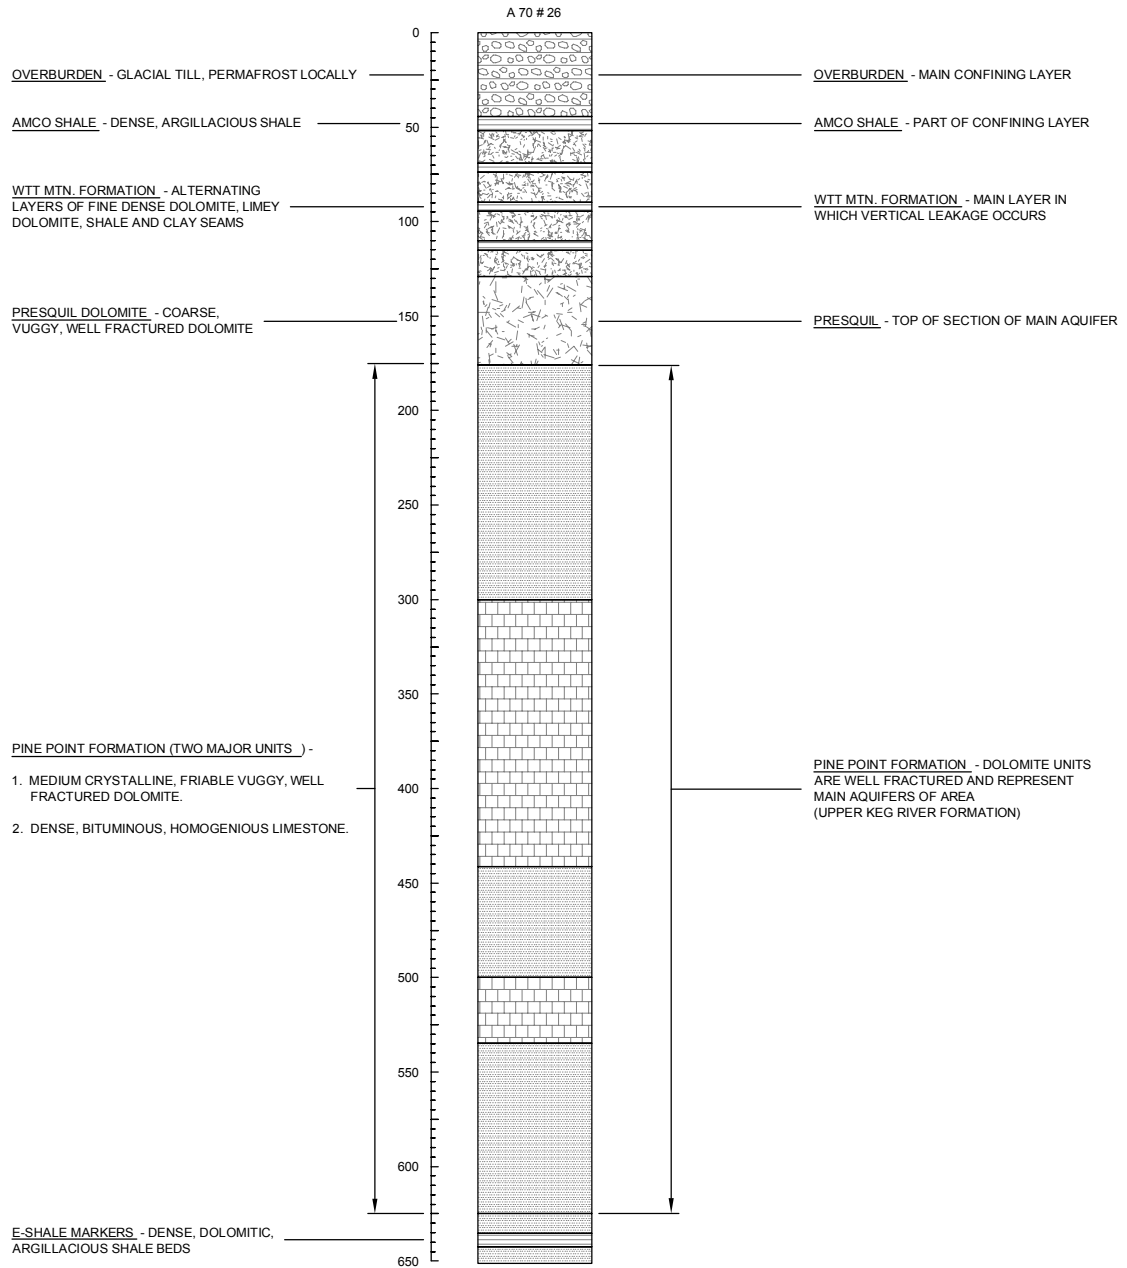 A 70 # 26
OVERBURDEN - GLACIAL TILL, PERMAFROST LOCALLY
AMCO SHALE - DENSE, ARGILLACIOUS SHALE
WTT MTN. FORMATION - ALTERNATING
LAYERS OF FINE DENSE DOLOMITE, LIMEY
DOLOMITE, SHALE AND CLAY SEAMS
PRESQUIL DOLOMITE - COARSE,
VUGGY, WELL FRACTURED DOLOMITE
PINE POINT FORMATION (TWO MAJOR UNITS ) -
1. MEDIUM CRYSTALLINE, FRIABLE VUGGY, WELL
FRACTURED DOLOMITE.
2. DENSE, BITUMINOUS, HOMOGENIOUS LIMESTONE.
E-SHALE MARKERS - DENSE, DOLOMITIC,
ARGILLACIOUS SHALE BEDS
0
50
100
150
200
250
300
350
400
450
500
550
600
650
OVERBURDEN - MAIN CONFINING LAYER
AMCO SHALE - PART OF CONFINING LAYER
WTT MTN. FORMATION - MAIN LAYER IN
WHICH VERTICAL LEAKAGE OCCURS
PRESQUIL - TOP OF SECTION OF MAIN AQUIFER
PINE POINT FORMATION - DOLOMITE UNITS
ARE WELL FRACTURED AND REPRESENT
MAIN AQUIFERS OF AREA
(UPPER KEG RIVER FORMATION)